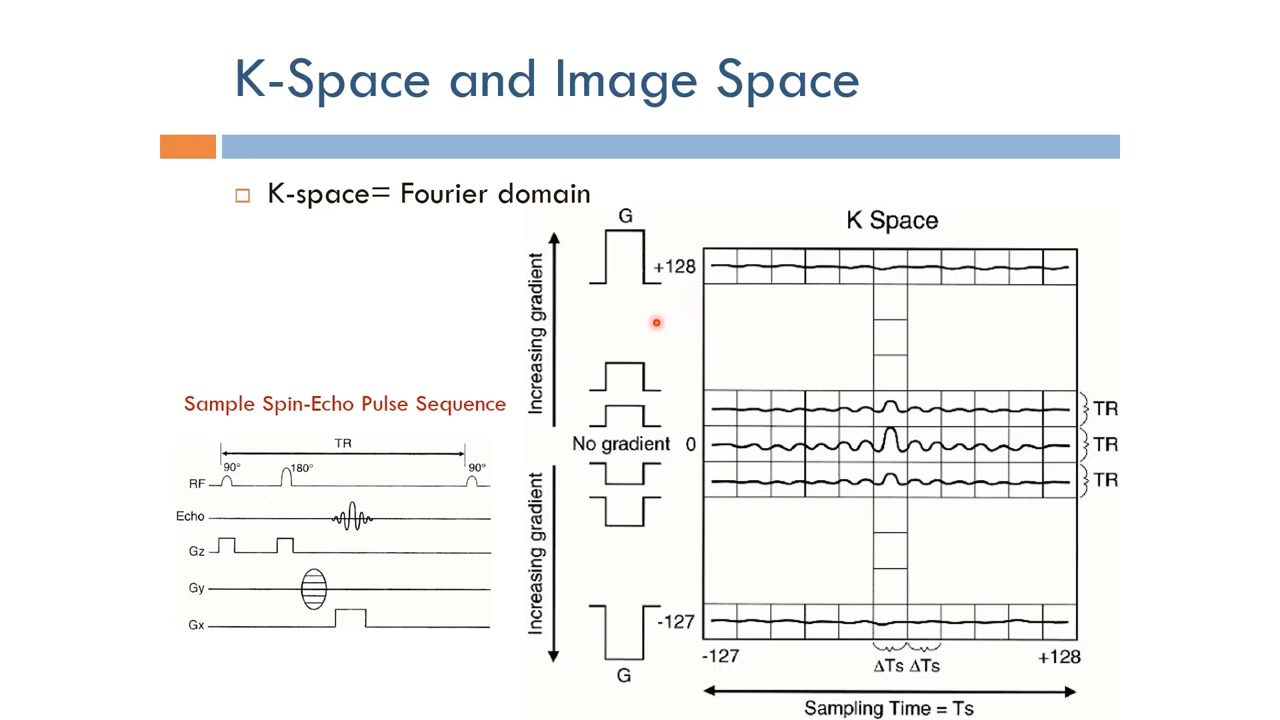 K-Space and Image Space
K-space= Fourier domain
Sample Spin-Echo Pulse Sequence
TR
90° 180° 90°
RF
Echo
Gz
Gy
Gx
K Space
G
+128
Increasing gradient
TR
No gradient 0 TR
TR
Increasing gradient
-127
G
-127 +128
ΔTs ΔTs
Sampling Time = Ts